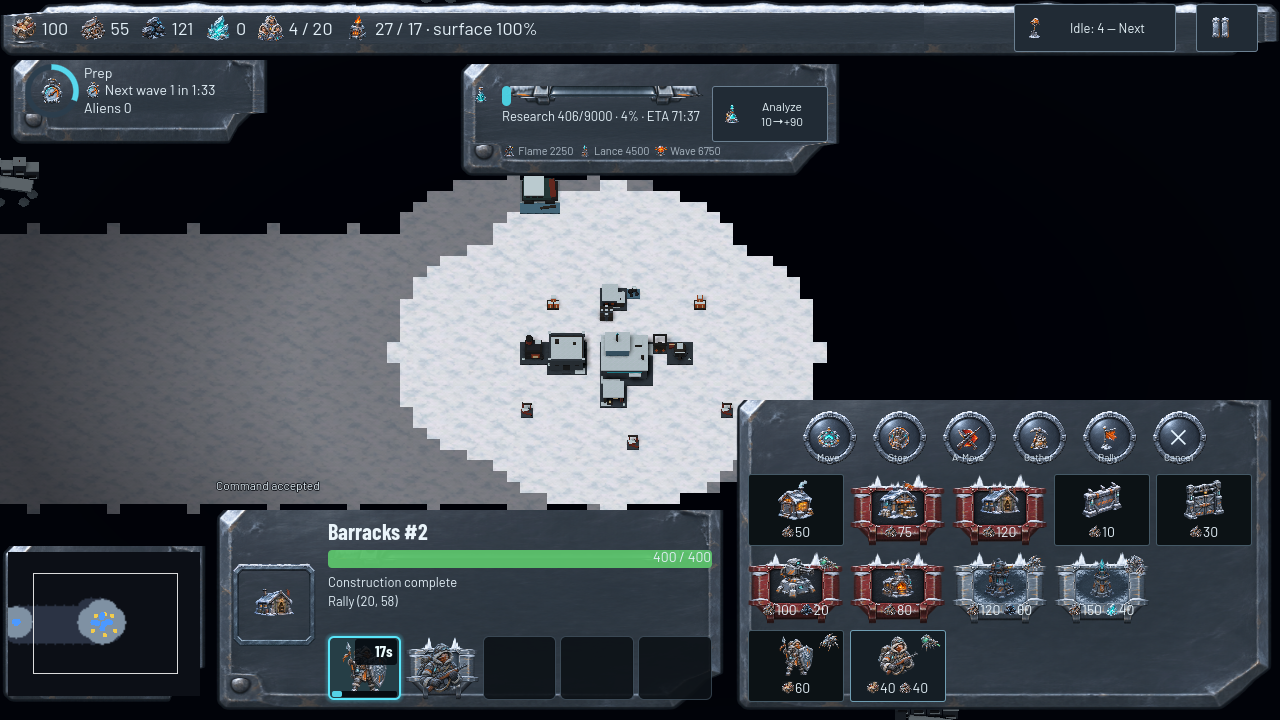 100 55 121 0 4 / 20 27 / 17 · surface 100%
Idle: 4 — Next
Prep
Next wave 1 in 1:33
Aliens 0
Research 406/9000 · 4% · ETA 71:37
Analyze
10→+90
Flame 2250 Lance 4500 Wave 6750
Command accepted
Barracks #2
400 / 400
Construction complete
Rally (20, 58)
17s
Move Stop A-Move Gather Rally Cancel
50 75 120 10 30
100 20 80 120 80 150 40
60 40 40